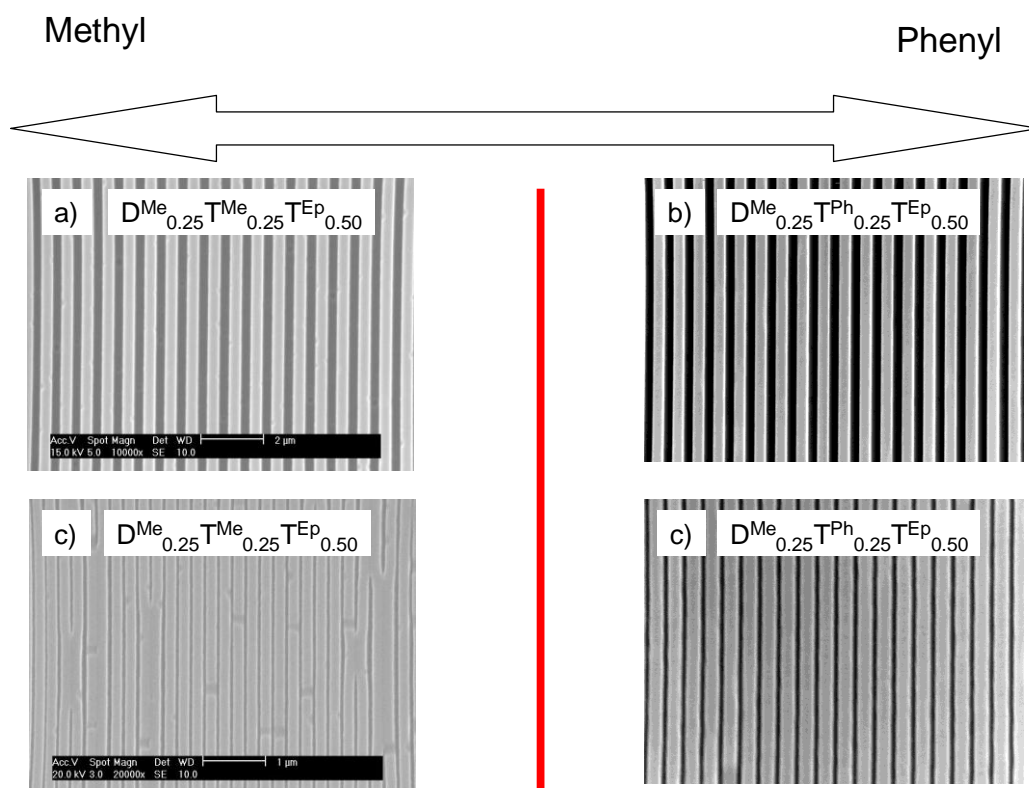 Methyl
Phenyl
a) D^Me_0.25 T^Me_0.25 T^Ep_0.50
b) D^Me_0.25 T^Ph_0.25 T^Ep_0.50
Acc.V Spot Magn Det WD 2 µm
15.0 kV 5.0 10000x SE 10.0
c) D^Me_0.25 T^Me_0.25 T^Ep_0.50
c) D^Me_0.25 T^Ph_0.25 T^Ep_0.50
Acc.V Spot Magn Det WD 1 µm
20.0 kV 3.0 20000x SE 10.0